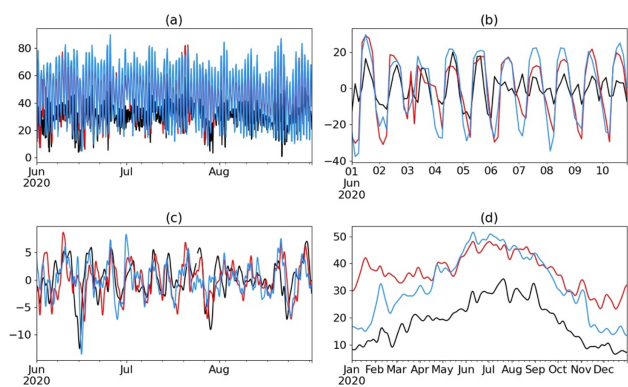 (a)
80
60
40
20
0
Jun
2020
Jul
Aug
(b)
20
0
−20
−40
01
Jun
2020
02
03
04
05
06
07
08
09
10
(c)
5
0
−5
−10
Jun
2020
Jul
Aug
(d)
50
40
30
20
10
Jan
2020
Feb Mar Apr May Jun Jul Aug Sep Oct Nov Dec